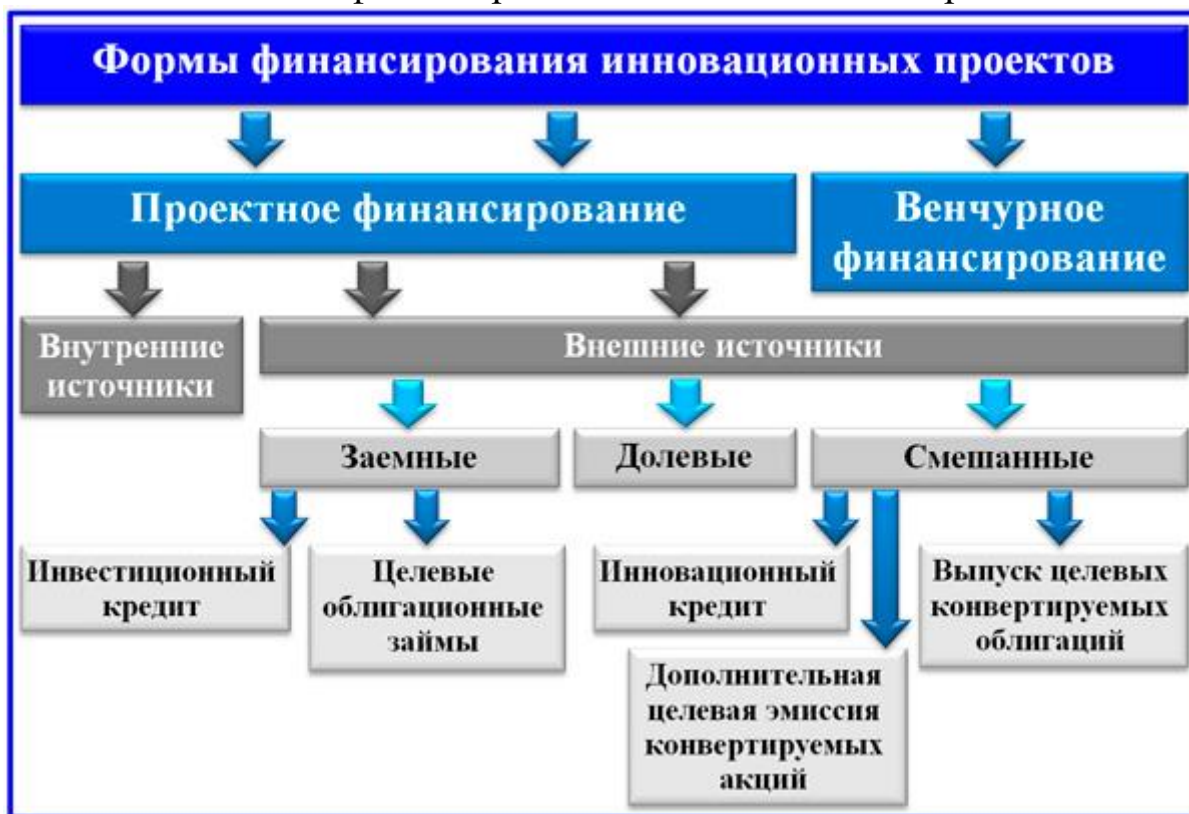 Формы финансирования инновационных проектов
Проектное финансирование
Венчурное
финансирование
Внутренние
источники
Внешние источники
Заемные
Долевые
Смешанные
Инвестиционный
кредит
Целевые
облигационные
займы
Инновационный
кредит
Выпуск целевых
конвертируемых
облигаций
Дополнительная
целевая эмиссия
конвертируемых
акций